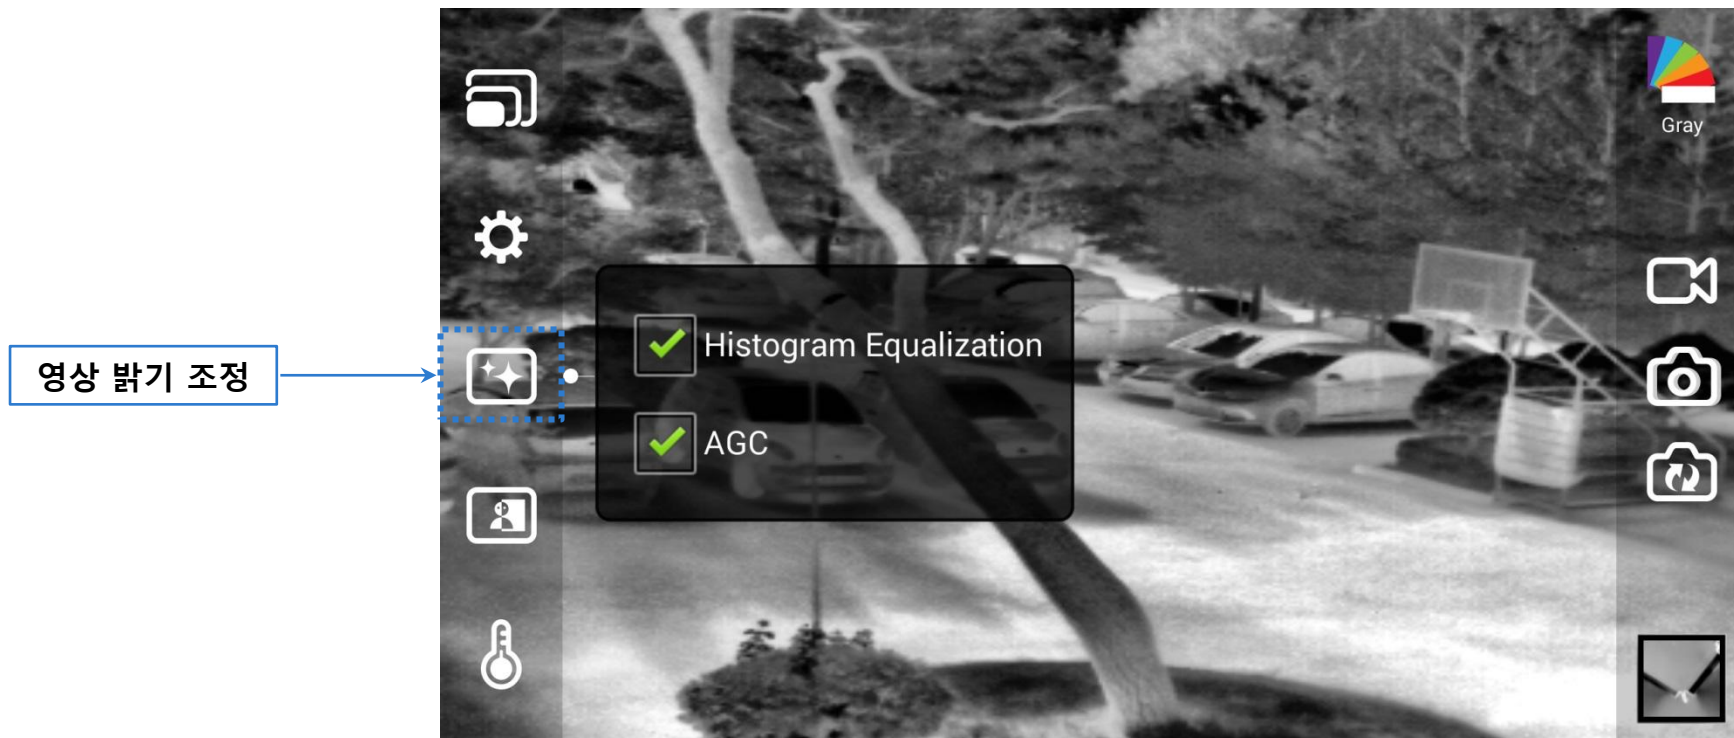 Gray
Histogram Equalization
영상 밝기 조정
AGC